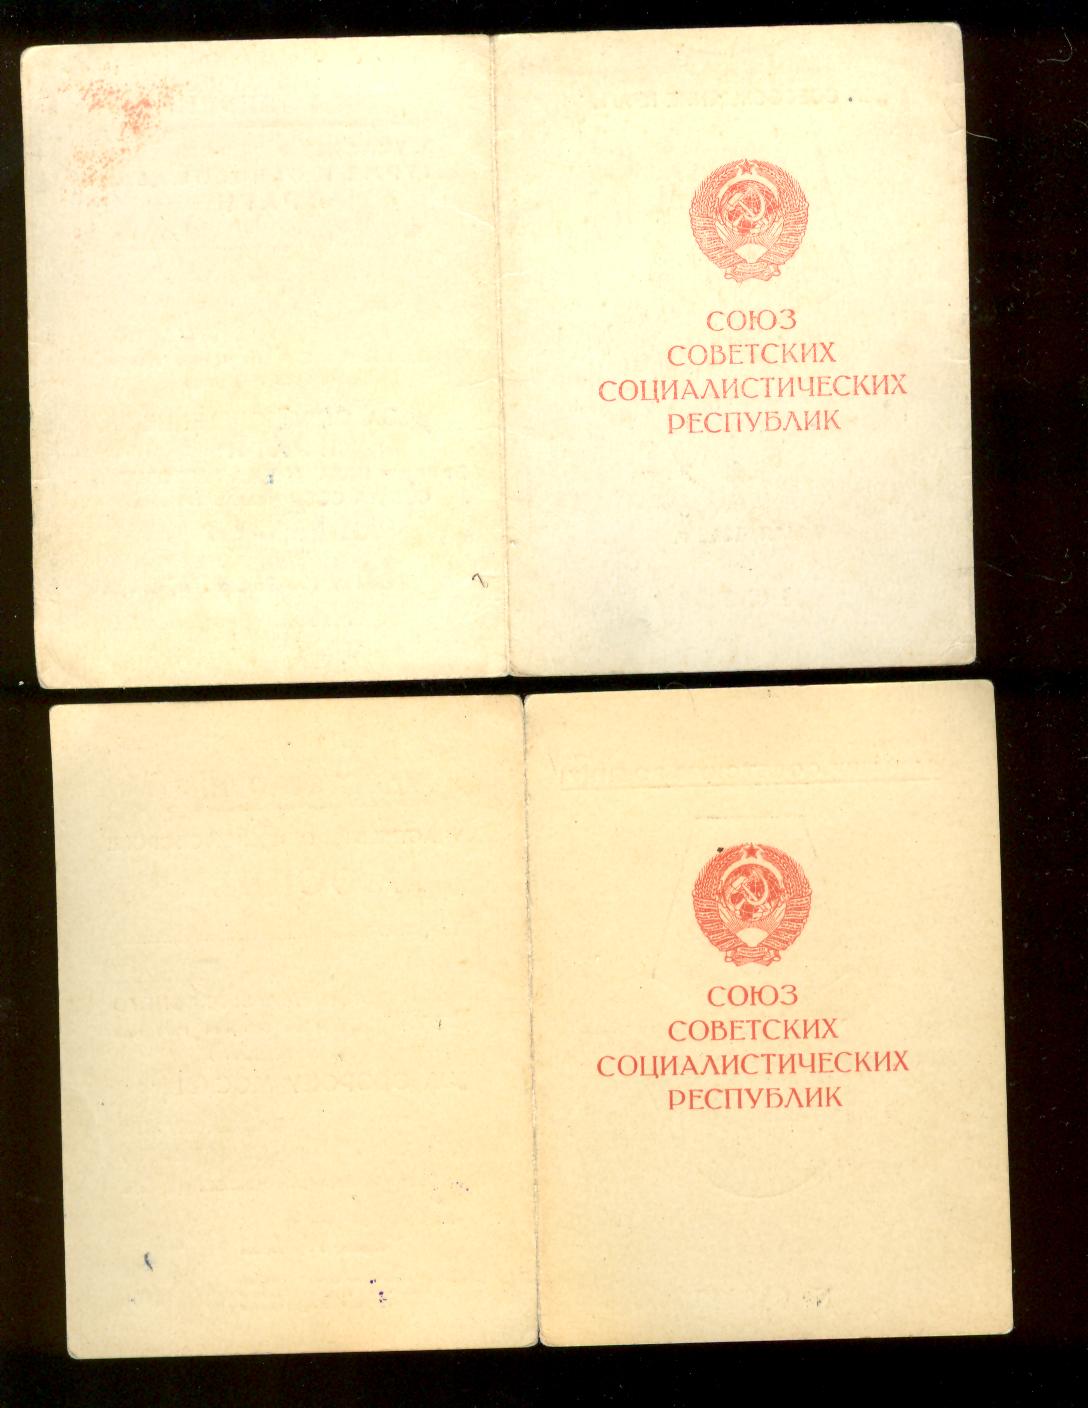 СОЮЗ
СОВЕТСКИХ
СОЦИАЛИСТИЧЕСКИХ
РЕСПУБЛИК
СОЮЗ
СОВЕТСКИХ
СОЦИАЛИСТИЧЕСКИХ
РЕСПУБЛИК